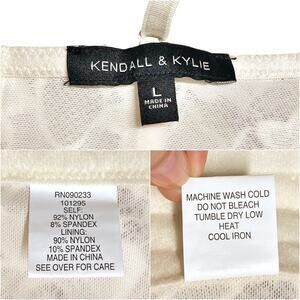 KENDALL & KYLIE
L
MADE IN
CHINA
RN090233
101295
SELF:
92% NYLON
8% SPANDEX
LINING:
90% NYLON
10% SPANDEX
MADE IN CHINA
SEE OVER FOR CARE
MACHINE WASH COLD
DO NOT BLEACH
TUMBLE DRY LOW
HEAT
COOL IRON